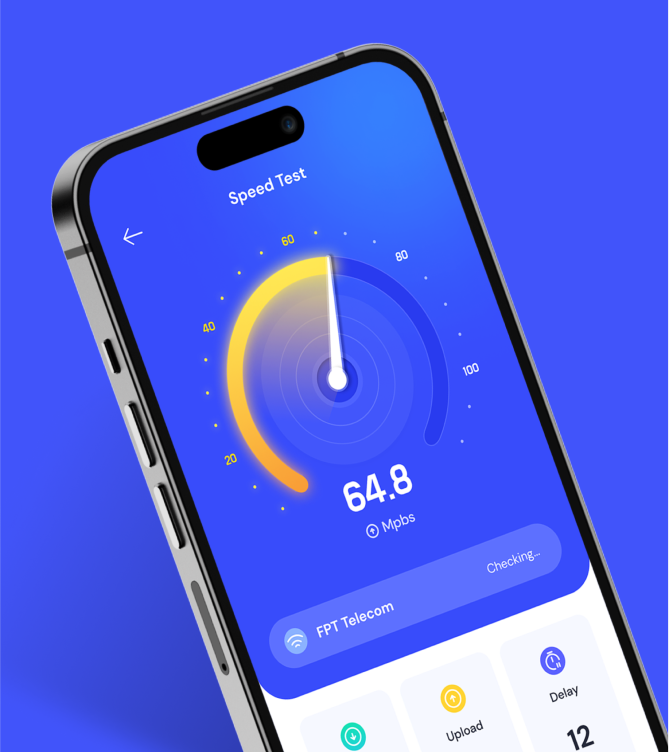 Speed Test
60
80
40
100
20
64.8
Mpbs
FPT Telecom
Checking...
Delay
Upload
12